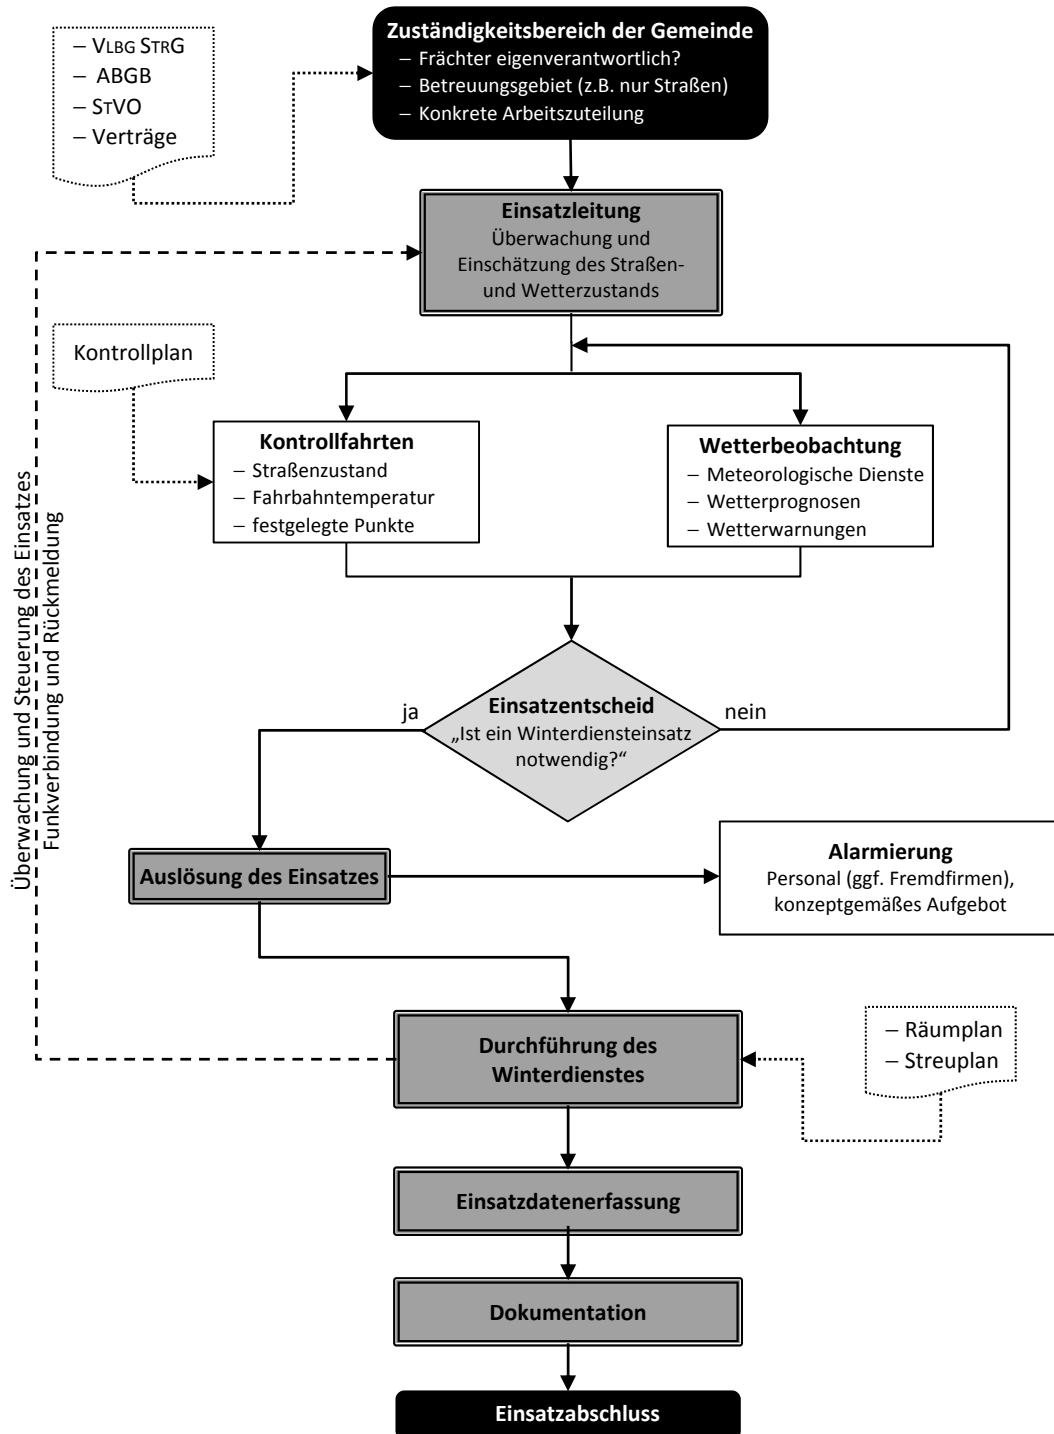 – VLBG STRG
– ABGB
– STVO
– Verträge
Zuständigkeitsbereich der Gemeinde
– Frächter eigenverantwortlich?
– Betreuungsgebiet (z.B. nur Straßen)
– Konkrete Arbeitszuteilung
Einsatzleitung
Überwachung und
Einschätzung des Straßen-
und Wetterzustands
Kontrollplan
Kontrollfahrten
– Straßenzustand
– Fahrbahntemperatur
– festgelegte Punkte
Wetterbeobachtung
– Meteorologische Dienste
– Wetterprognosen
– Wetterwarnungen
Überwachung und Steuerung des Einsatzes
Funkverbindung und Rückmeldung
ja
Einsatzentscheid
„Ist ein Winterdiensteinsatz
notwendig?“
nein
Auslösung des Einsatzes
Alarmierung
Personal (ggf. Fremdfirmen),
konzeptgemäßes Aufgebot
Durchführung des
Winterdienstes
– Räumplan
– Streuplan
Einsatzdatenerfassung
Dokumentation
Einsatzabschluss